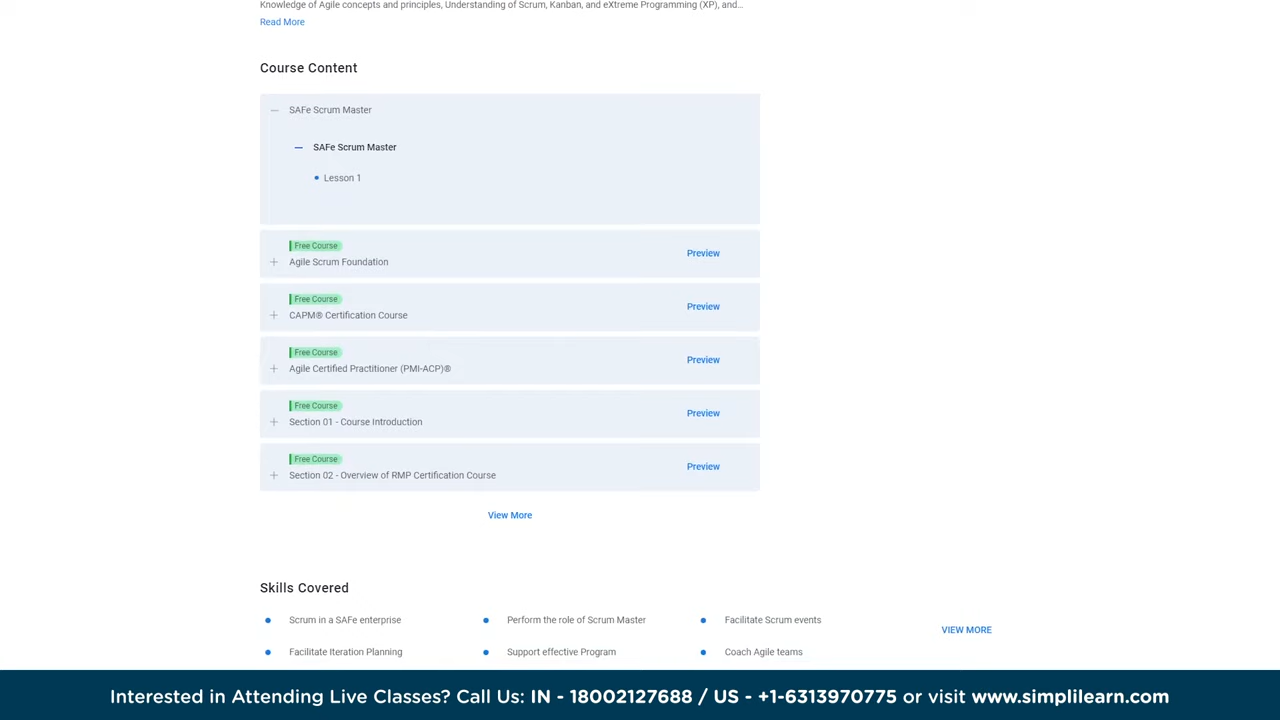 Knowledge of Agile concepts and principles, Understanding of Scrum, Kanban, and eXtreme Programming (XP), and...
Read More
Course Content
SAFe Scrum Master
SAFe Scrum Master
Lesson 1
Free Course
Agile Scrum Foundation
Preview
Free Course
CAPM® Certification Course
Preview
Free Course
Agile Certified Practitioner (PMI-ACP)®
Preview
Free Course
Section 01 - Course Introduction
Preview
Free Course
Section 02 - Overview of RMP Certification Course
Preview
View More
Skills Covered
Scrum in a SAFe enterprise
Perform the role of Scrum Master
Facilitate Scrum events
VIEW MORE
Facilitate Iteration Planning
Support effective Program
Coach Agile teams
Interested in Attending Live Classes? Call Us: IN - 18002127688 / US - +1-6313970775 or visit www.simplilearn.com